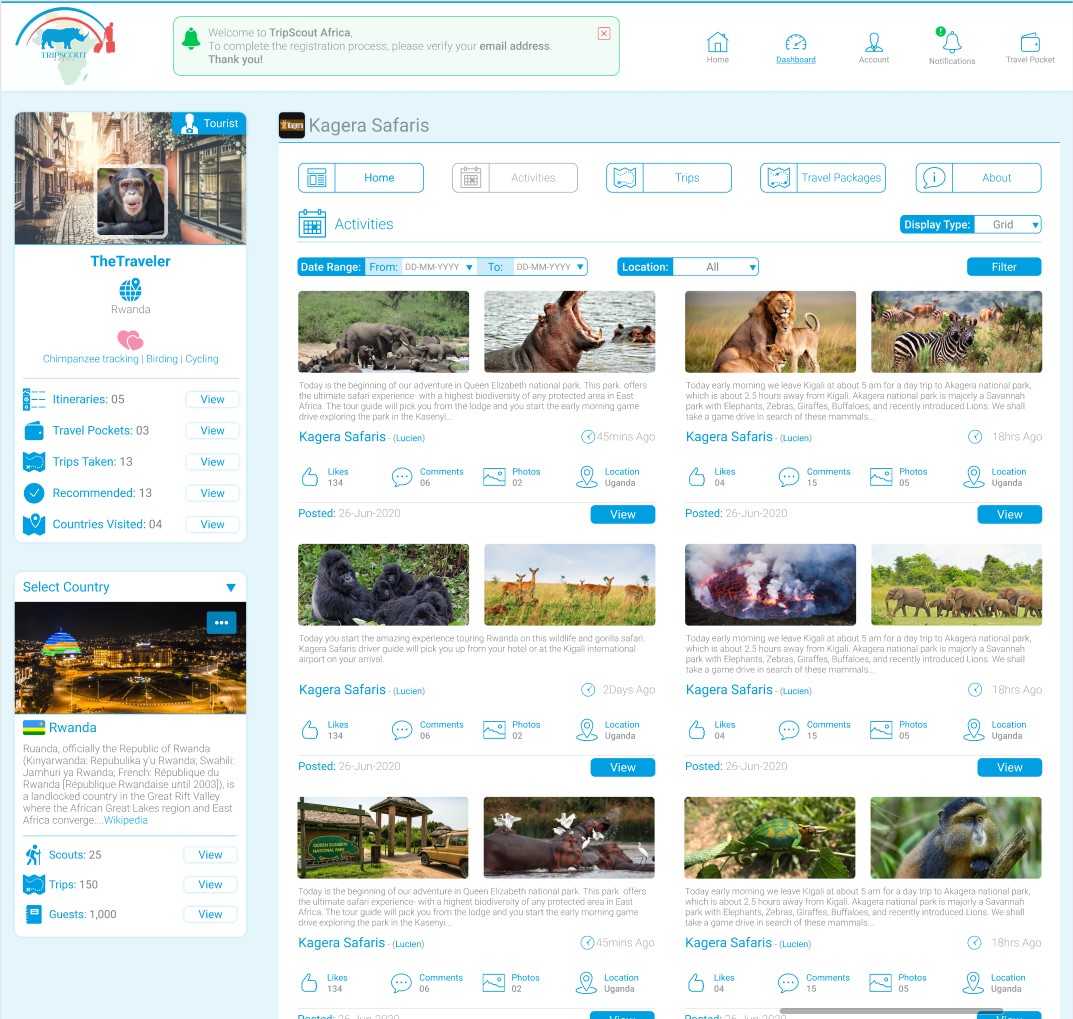 TRIPSCOUT
Welcome to TripScout Africa,
To complete the registration process, please verify your email address.
Thank you!
Home
Dashboard
Account
Notifications
Travel Pocket
Tourist
TheTraveler
Rwanda
Chimpanzee tracking | Birding | Cycling
Itineraries: 05 View
Travel Pockets: 03 View
Trips Taken: 13 View
Recommended: 13 View
Countries Visited: 04 View
Select Country
Rwanda
Ruanda, officially the Republic of Rwanda
(Kinyarwanda: Repubulika y'u Rwanda; Swahili:
Jamhuri ya Rwanda; French: République du
Rwanda [République Rwandaise until 2003]), is
a landlocked country in the Great Rift Valley
where the African Great Lakes region and East
Africa converge....Wikipedia
Scouts: 25 View
Trips: 150 View
Guests: 1,000 View
Kagera
Kagera Safaris
Home
Activities
Trips
Travel Packages
About
Activities
Display Type: Grid
Date Range: From: DD-MM-YYYY To: DD-MM-YYYY
Location: All
Filter
Today is the beginning of our adventure in Queen Elizabeth national park. This park offers
the ultimate safari experience- with a highest biodiversity of any protected area in East
Africa. The tour guide will pick you from the lodge and you start the early morning game
drive exploring the park in the Kasenyi...
Kagera Safaris - (Lucien) 45mins Ago
Likes 134
Comments 06
Photos 02
Location Uganda
Posted: 26-Jun-2020 View
Today early morning we leave Kigali at about 5 am for a day trip to Akagera national park,
which is about 2.5 hours away from Kigali. Akagera national park is majorly a Savannah
park with Elephants, Zebras, Giraffes, Buffaloes, and recently introduced Lions. We shall
take a game drive in search of these mammals...
Kagera Safaris - (Lucien) 18hrs Ago
Likes 04
Comments 15
Photos 05
Location Uganda
Posted: 26-Jun-2020 View
Today you start the amazing experience touring Rwanda on this wildlife and gorilla safari.
Kagera Safaris driver guide will pick you up from your hotel or at the Kigali international
airport on your arrival.
Kagera Safaris - (Lucien) 2Days Ago
Likes 134
Comments 06
Photos 02
Location Uganda
Posted: 26-Jun-2020 View
Today early morning we leave Kigali at about 5 am for a day trip to Akagera national park,
which is about 2.5 hours away from Kigali. Akagera national park is majorly a Savannah
park with Elephants, Zebras, Giraffes, Buffaloes, and recently introduced Lions. We shall
take a game drive in search of these mammals...
Kagera Safaris - (Lucien) 18hrs Ago
Likes 04
Comments 15
Photos 05
Location Uganda
Posted: 26-Jun-2020 View
QUEEN ELIZABETH
NATIONAL PARK
Today is the beginning of our adventure in Queen Elizabeth national park. This park offers
the ultimate safari experience- with a highest biodiversity of any protected area in East
Africa. The tour guide will pick you from the lodge and you start the early morning game
drive exploring the park in the Kasenyi...
Kagera Safaris - (Lucien) 45mins Ago
Likes 134
Comments 06
Photos 02
Location Uganda
Posted: 26-Jun-2020 View
Today early morning we leave Kigali at about 5 am for a day trip to Akagera national park,
which is about 2.5 hours away from Kigali. Akagera national park is majorly a Savannah
park with Elephants, Zebras, Giraffes, Buffaloes, and recently introduced Lions. We shall
take a game drive in search of these mammals...
Kagera Safaris - (Lucien) 18hrs Ago
Likes 04
Comments 15
Photos 05
Location Uganda
Posted: 26-Jun-2020 View